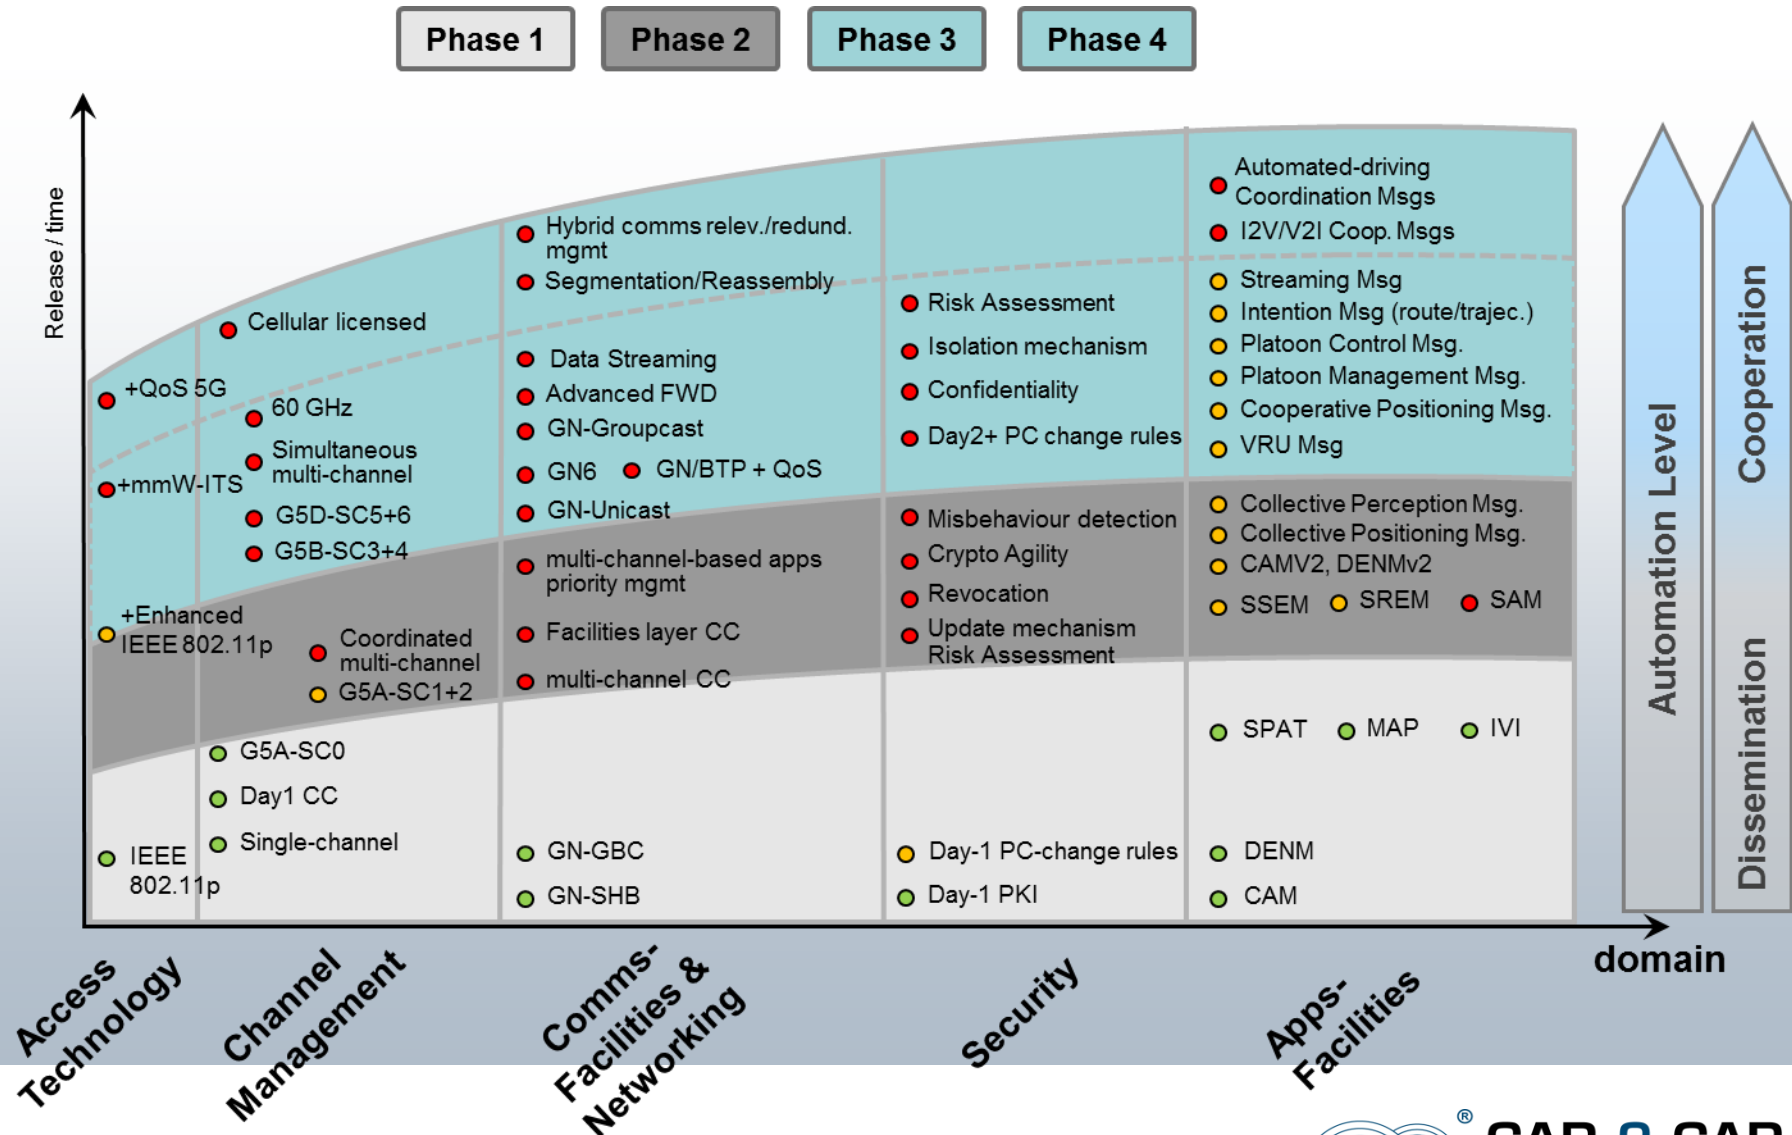 Phase 1
Phase 2
Phase 3
Phase 4
Release / time
+QoS 5G
+mmW-ITS
+Enhanced
IEEE 802.11p
IEEE
802.11p
Cellular licensed
60 GHz
Simultaneous
multi-channel
G5D-SC5+6
G5B-SC3+4
Coordinated
multi-channel
G5A-SC1+2
G5A-SC0
Day1 CC
Single-channel
Hybrid comms relev./redund.
mgmt
Segmentation/Reassembly
Data Streaming
Advanced FWD
GN-Groupcast
GN6
GN/BTP + QoS
GN-Unicast
multi-channel-based apps
priority mgmt
Facilities layer CC
multi-channel CC
GN-GBC
GN-SHB
Risk Assessment
Isolation mechanism
Confidentiality
Day2+ PC change rules
Misbehaviour detection
Crypto Agility
Revocation
Update mechanism
Risk Assessment
Day-1 PC-change rules
Day-1 PKI
Automated-driving
Coordination Msgs
I2V/V2I Coop. Msgs
Streaming Msg
Intention Msg (route/trajec.)
Platoon Control Msg.
Platoon Management Msg.
Cooperative Positioning Msg.
VRU Msg
Collective Perception Msg.
Collective Positioning Msg.
CAMV2, DENMv2
SSEM
SREM
SAM
SPAT
MAP
IVI
DENM
CAM
Automation Level
Cooperation
Dissemination
domain
Access
Technology
Channel
Management
Comms-
Facilities &
Networking
Security
Apps-
Facilities
®